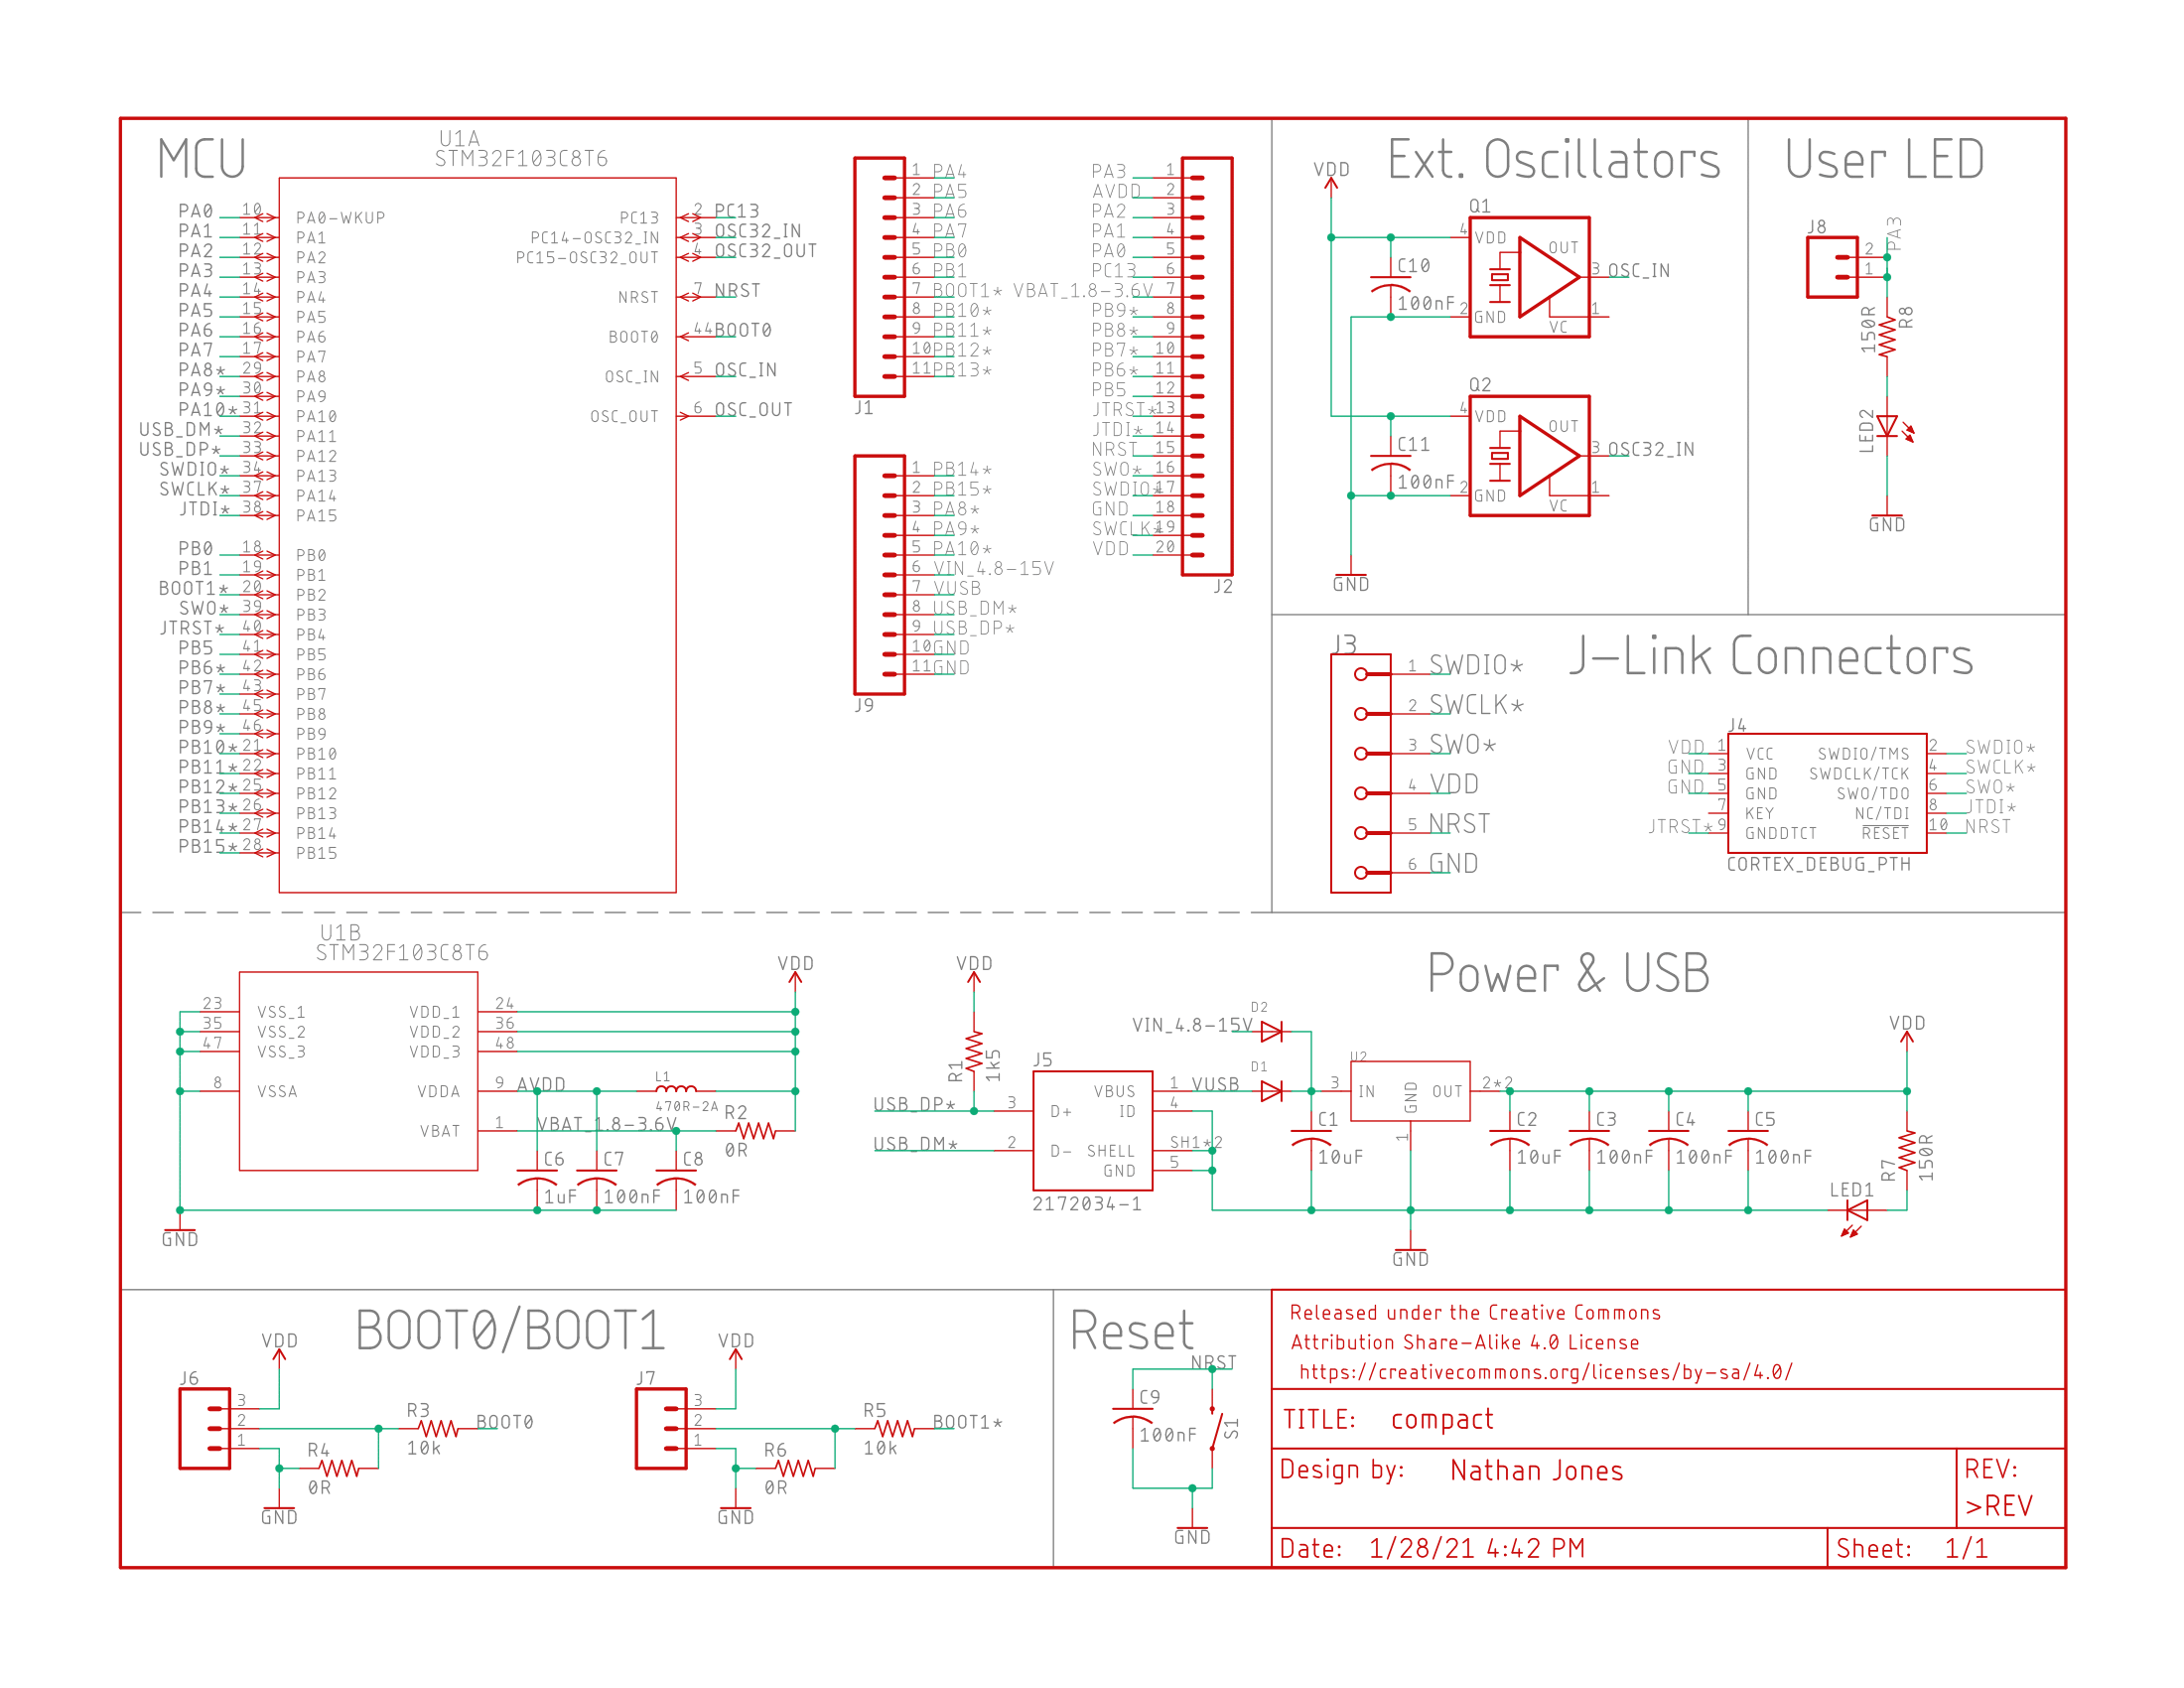 MCU
U1A
STM32F103C8T6
PA0 10 PA0-WKUP
PA1 11 PA1
PA2 12 PA2
PA3 13 PA3
PA4 14 PA4
PA5 15 PA5
PA6 16 PA6
PA7 17 PA7
PA8* 29 PA8
PA9* 30 PA9
PA10* 31 PA10
USB_DM* 32 PA11
USB_DP* 33 PA12
SWDIO* 34 PA13
SWCLK* 37 PA14
JTDI* 38 PA15
PB0 18 PB0
PB1 19 PB1
BOOT1* 20 PB2
SWO* 39 PB3
JTRST* 40 PB4
PB5 41 PB5
PB6* 42 PB6
PB7* 43 PB7
PB8* 45 PB8
PB9* 46 PB9
PB10* 21 PB10
PB11* 22 PB11
PB12* 25 PB12
PB13* 26 PB13
PB14* 27 PB14
PB15* 28 PB15
PC13 2 PC13
PC14-OSC32_IN 3 OSC32_IN
PC15-OSC32_OUT 4 OSC32_OUT
NRST 7 NRST
BOOT0 44 BOOT0
OSC_IN 5 OSC_IN
OSC_OUT 6 OSC_OUT
1 PA4
2 PA5
3 PA6
4 PA7
5 PB0
6 PB1
7 BOOT1*
8 PB10*
9 PB11*
10 PB12*
11 PB13*
J1
1 PB14*
2 PB15*
3 PA8*
4 PA9*
5 PA10*
6 VIN_4.8-15V
7 VUSB
8 USB_DM*
9 USB_DP*
10 GND
11 GND
J9
PA3 1
AVDD 2
PA2 3
PA1 4
PA0 5
PC13 6
VBAT_1.8-3.6V 7
PB9* 8
PB8* 9
PB7* 10
PB6* 11
PB5 12
JTRST* 13
JTDI* 14
NRST 15
SWO* 16
SWDIO* 17
GND 18
SWCLK* 19
VDD 20
J2
Ext. Oscillators
VDD
Q1
4 VDD
OUT
3 OSC_IN
C10
100nF
2 GND
VC
1
Q2
4 VDD
OUT
3 OSC32_IN
C11
100nF
2 GND
VC
1
GND
User LED
J8
PA3
2
1
150R
R8
LED2
GND
J-Link Connectors
J3
1 SWDIO*
2 SWCLK*
3 SWO*
4 VDD
5 NRST
6 GND
J4
VDD 1 VCC SWDIO/TMS 2 SWDIO*
GND 3 GND SWDCLK/TCK 4 SWCLK*
GND 5 GND SWO/TDO 6 SWO*
7 KEY NC/TDI 8 JTDI*
JTRST* 9 GNDDTCT RESET 10 NRST
CORTEX_DEBUG_PTH
U1B
STM32F103C8T6
23 VSS_1 VDD_1 24
35 VSS_2 VDD_2 36
47 VSS_3 VDD_3 48
8 VSSA VDDA 9 AVDD
VBAT 1 VBAT_1.8-3.6V
VDD
L1
470R-2A
R2
0R
C6
1uF
C7
100nF
C8
100nF
GND
Power & USB
VDD
R1
1k5
USB_DP*
USB_DM*
J5
3 D+
2 D-
VBUS 1 VUSB
ID 4
SHELL SH1*2
GND 5
2172034-1
D2
VIN_4.8-15V
D1
U2
3 IN
GND
OUT 2*2
1
C1
10uF
C2
10uF
C3
100nF
C4
100nF
C5
100nF
VDD
R7
150R
LED1
GND
BOOT0/BOOT1
VDD
J6
3
2
1
R3
10k
BOOT0
R4
0R
GND
VDD
J7
3
2
1
R5
10k
BOOT1*
R6
0R
GND
Reset
NRST
C9
100nF
S1
GND
Released under the Creative Commons
Attribution Share-Alike 4.0 License
https://creativecommons.org/licenses/by-sa/4.0/
TITLE: compact
Design by: Nathan Jones
REV:
>REV
Date: 1/28/21 4:42 PM
Sheet: 1/1